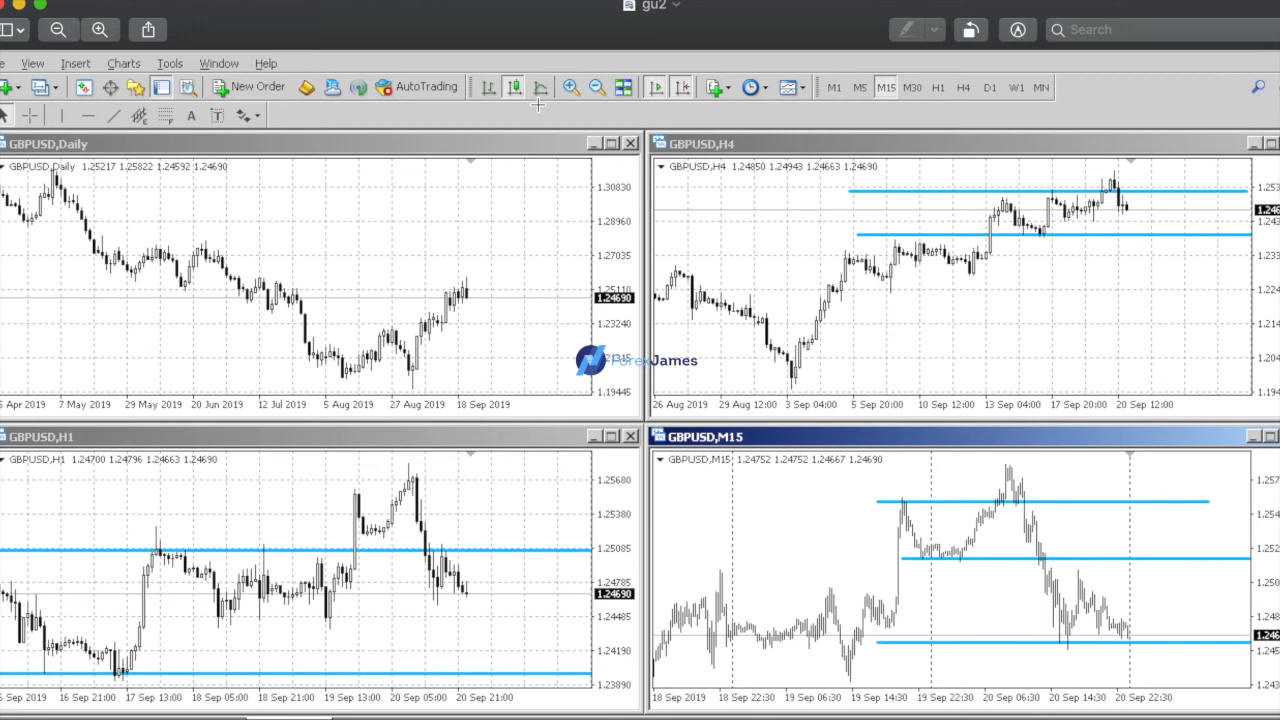 gu2
Search
View Insert Charts Tools Window Help
New Order AutoTrading M1 M5 M15 M30 H1 H4 D1 W1 MN
A T
GBPUSD,Daily
GBPUSD,Daily 1.25217 1.25822 1.24592 1.24690
1.30830
1.28960
1.27035
1.25110
1.24690
1.23240
1.21315
1.19445
Apr 2019 7 May 2019 29 May 2019 20 Jun 2019 12 Jul 2019 5 Aug 2019 27 Aug 2019 18 Sep 2019
GBPUSD,H4
GBPUSD,H4 1.24850 1.24943 1.24663 1.24690
26 Aug 2019 29 Aug 12:00 3 Sep 04:00 5 Sep 20:00 10 Sep 12:00 13 Sep 04:00 17 Sep 20:00 20 Sep 12:00
ForexJames
GBPUSD,H1
GBPUSD,H1 1.24700 1.24796 1.24663 1.24690
1.25680
1.25380
1.25085
1.24785
1.24690
1.24485
1.24190
1.23890
Sep 2019 16 Sep 21:00 17 Sep 13:00 18 Sep 05:00 18 Sep 21:00 19 Sep 13:00 20 Sep 05:00 20 Sep 21:00
GBPUSD,M15
GBPUSD,M15 1.24752 1.24752 1.24667 1.24690
18 Sep 2019 18 Sep 22:30 19 Sep 06:30 19 Sep 14:30 19 Sep 22:30 20 Sep 06:30 20 Sep 14:30 20 Sep 22:30